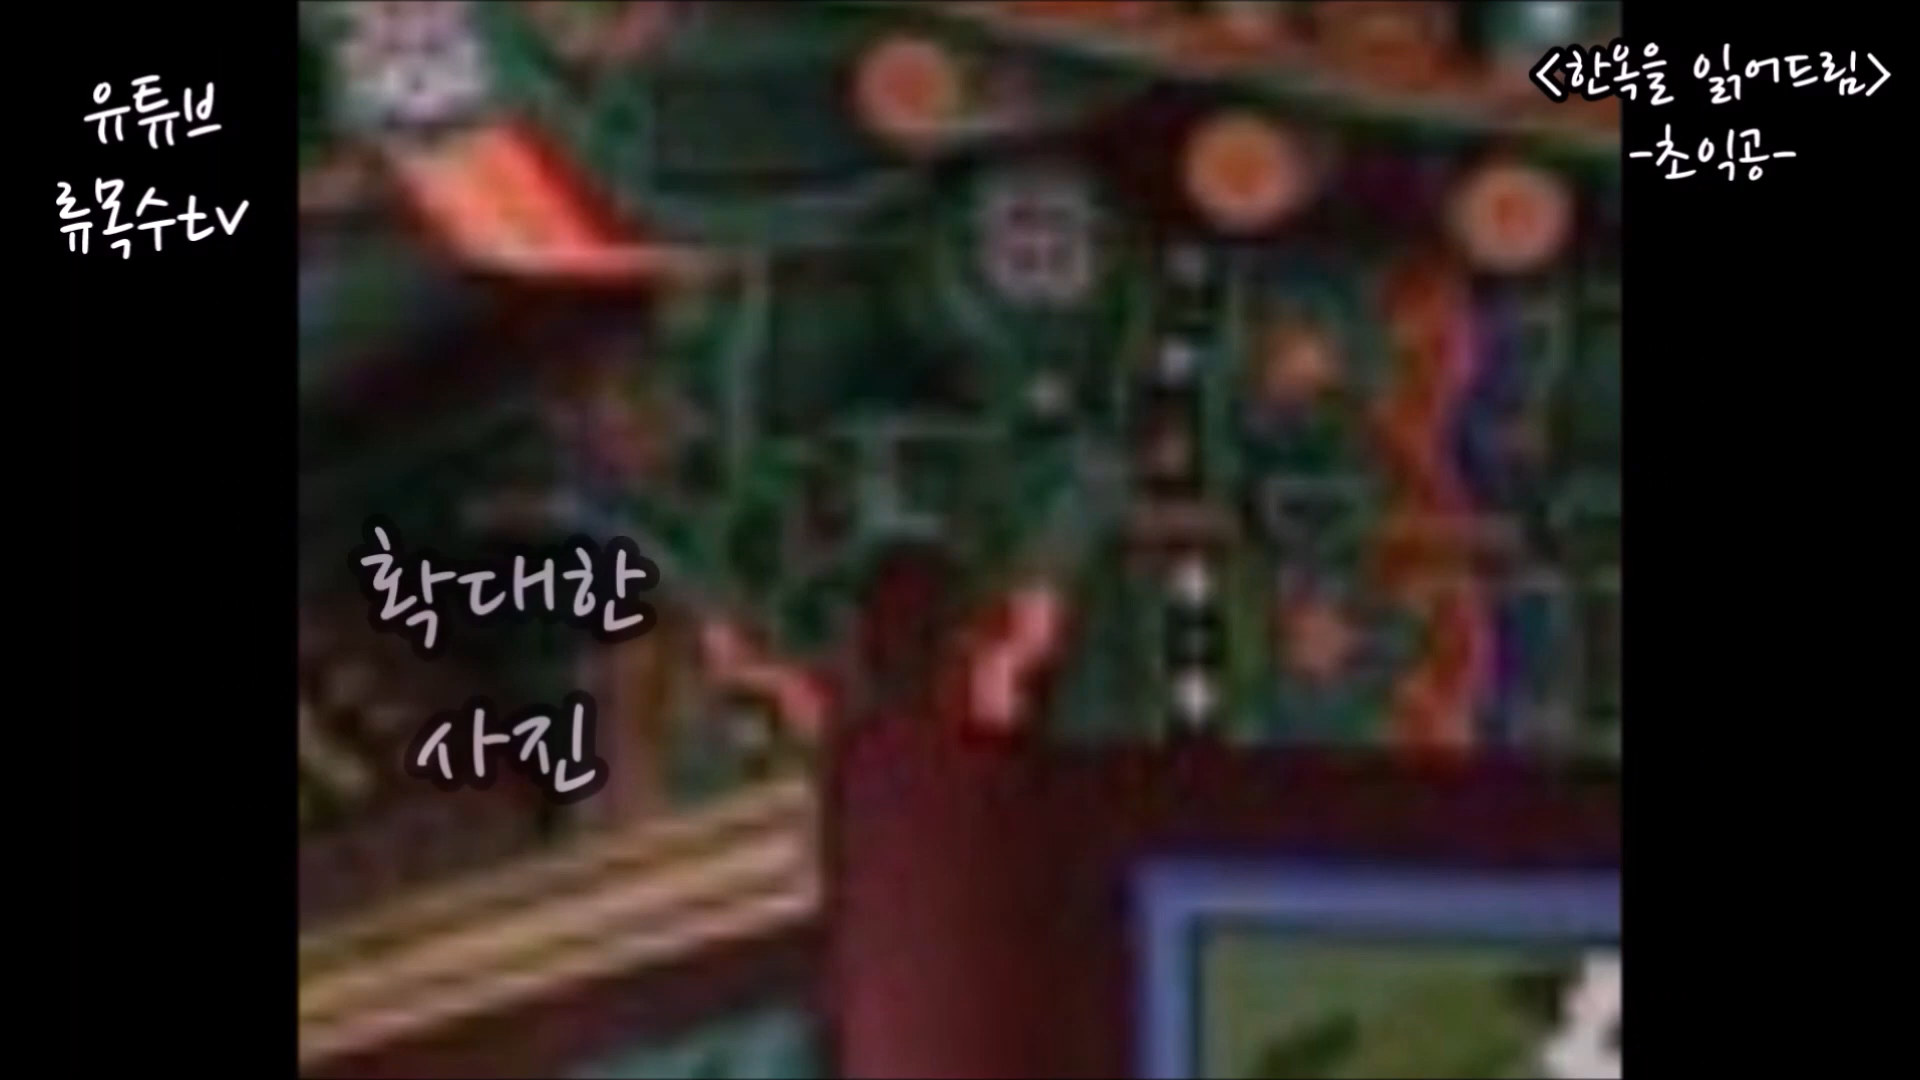 유튜브
류목수tv
<한옥을 읽어드림>
-초익공-
확대한
사진